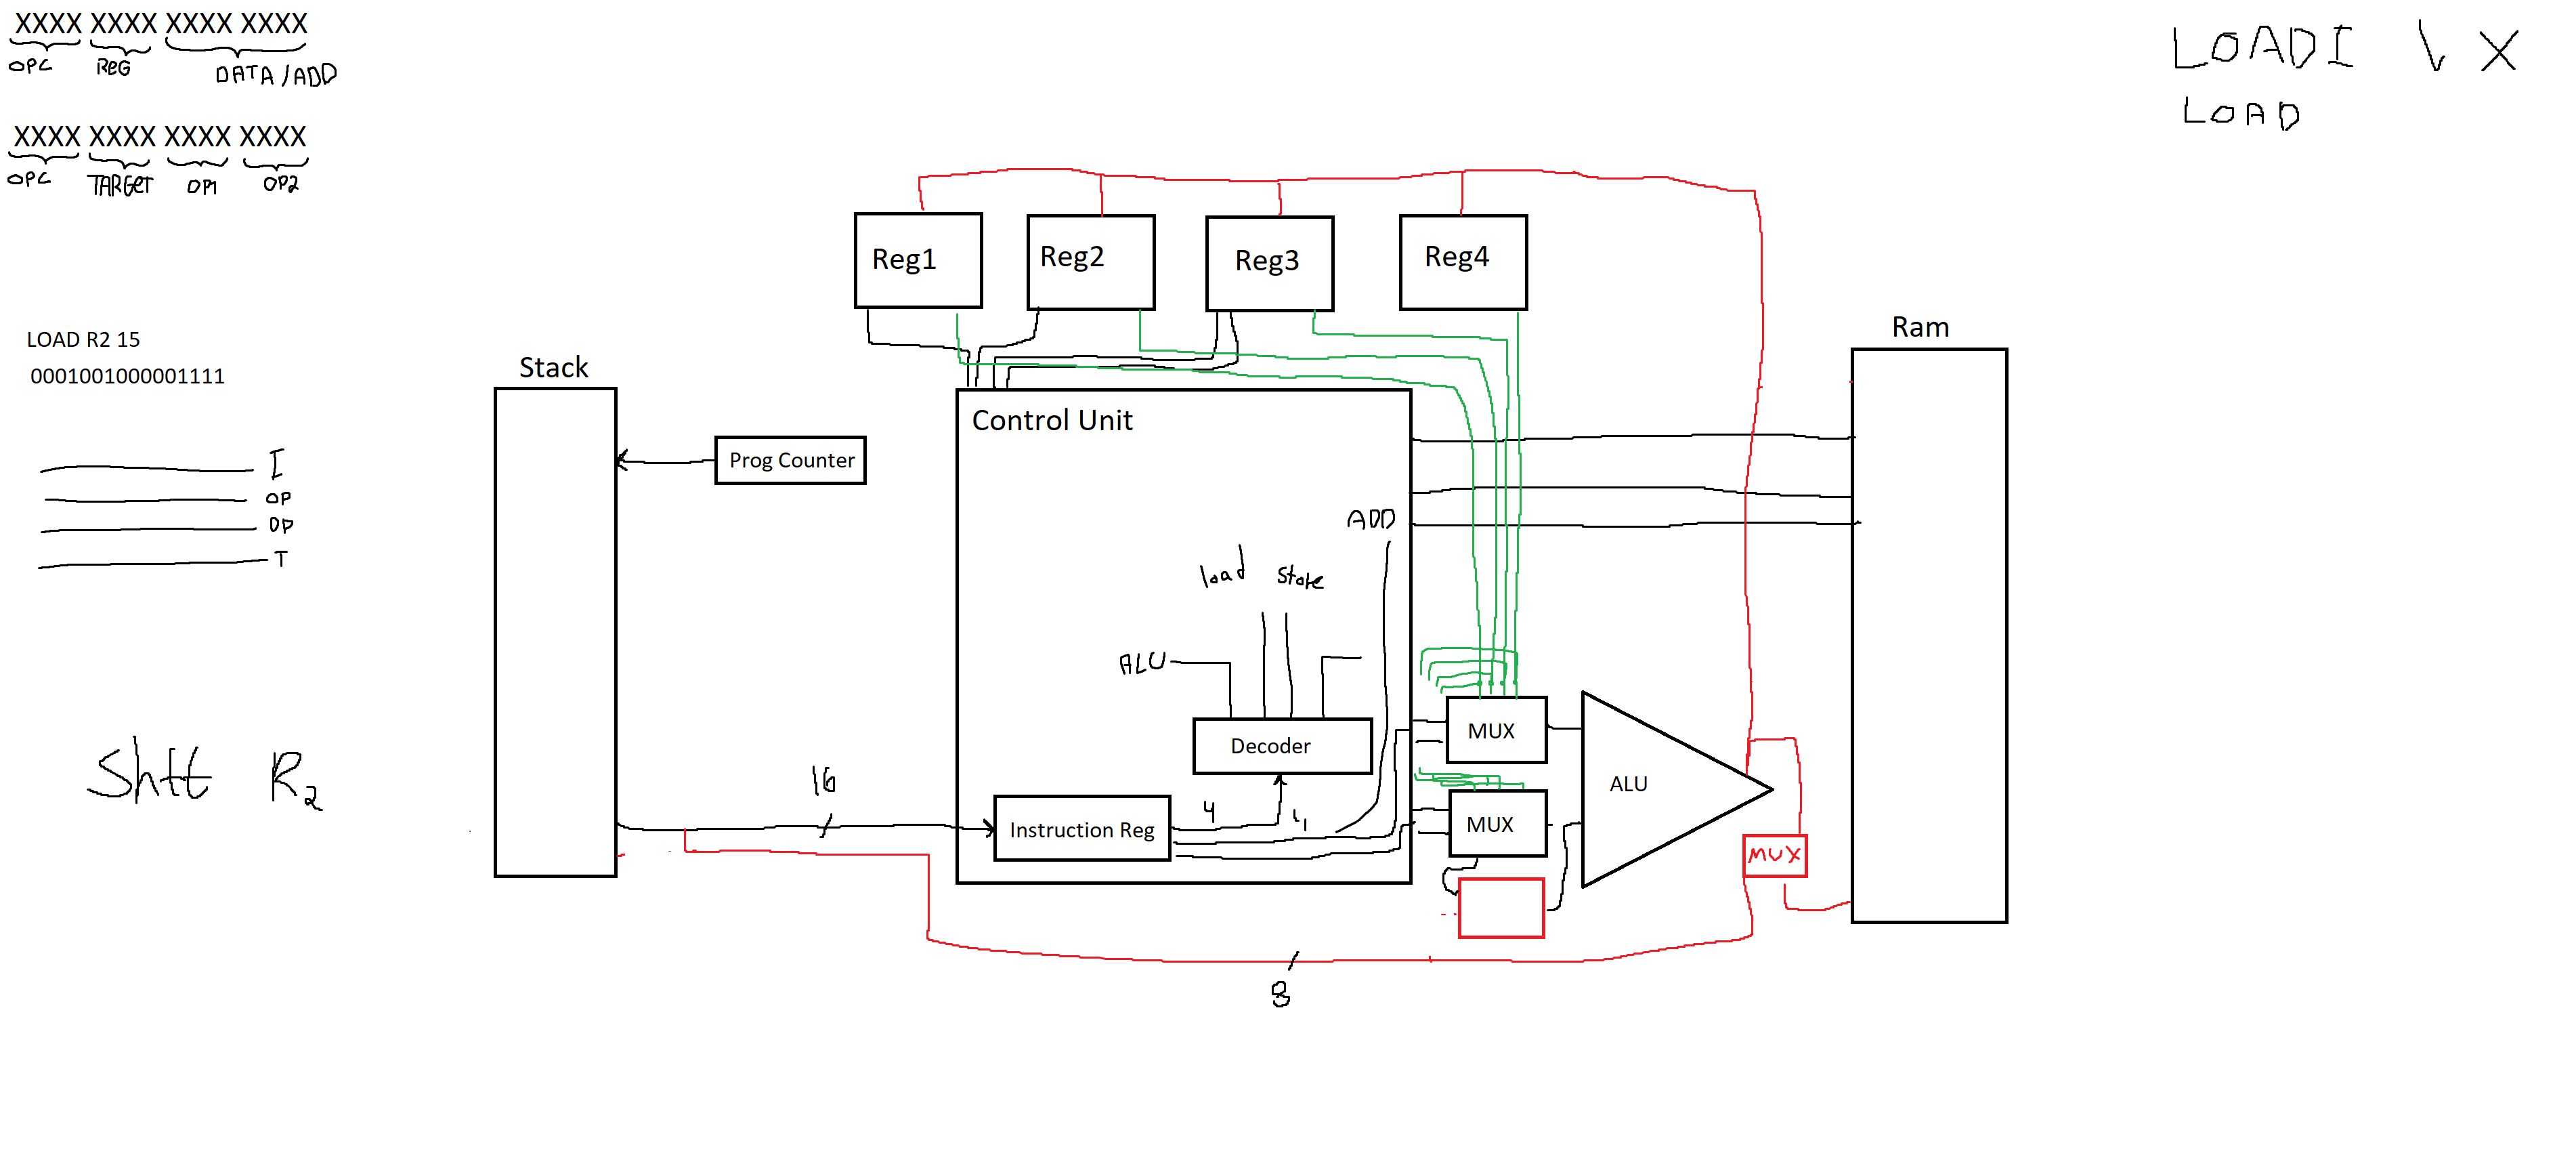 XXXX XXXX XXXX XXXX
OPC REG DATA/ADD
XXXX XXXX XXXX XXXX
OPC TARGET OP1 OP2
LOADI V X
LOAD
Reg1 Reg2 Reg3 Reg4
Ram
LOAD R2 15
0001001000001111
Stack
Control Unit
Prog Counter
I
OP
OP
T
ADD
load store
ALU
Decoder
MUX
ALU
Shft R2
16
Instruction Reg
4 4
MUX
MUX
8